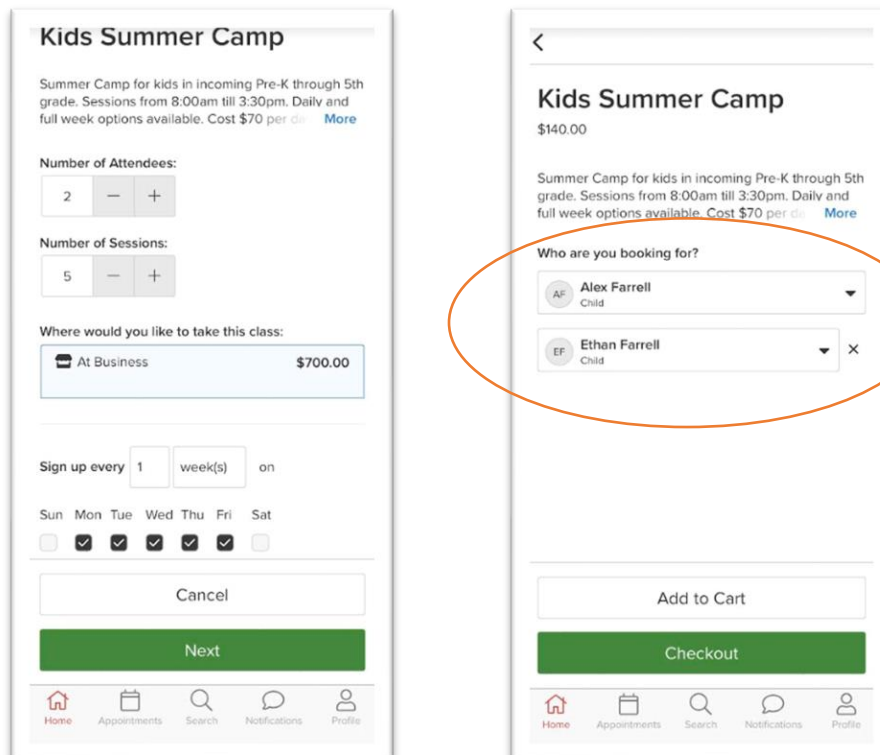 Kids Summer Camp
Summer Camp for kids in incoming Pre-K through 5th
grade. Sessions from 8:00am till 3:30pm. Daily and
full week options available. Cost $70 per More
Number of Attendees:
2 − +
Number of Sessions:
5 − +
Where would you like to take this class:
At Business $700.00
Sign up every 1 week(s) on
Sun Mon Tue Wed Thu Fri Sat
Cancel
Next
Home Appointments Search Notifications Profile
Kids Summer Camp
$140.00
Summer Camp for kids in incoming Pre-K through 5th
grade. Sessions from 8:00am till 3:30pm. Daily and
full week options available. Cost $70 per More
Who are you booking for?
AF Alex Farrell
Child
EF Ethan Farrell
Child
Add to Cart
Checkout
Home Appointments Search Notifications Profile